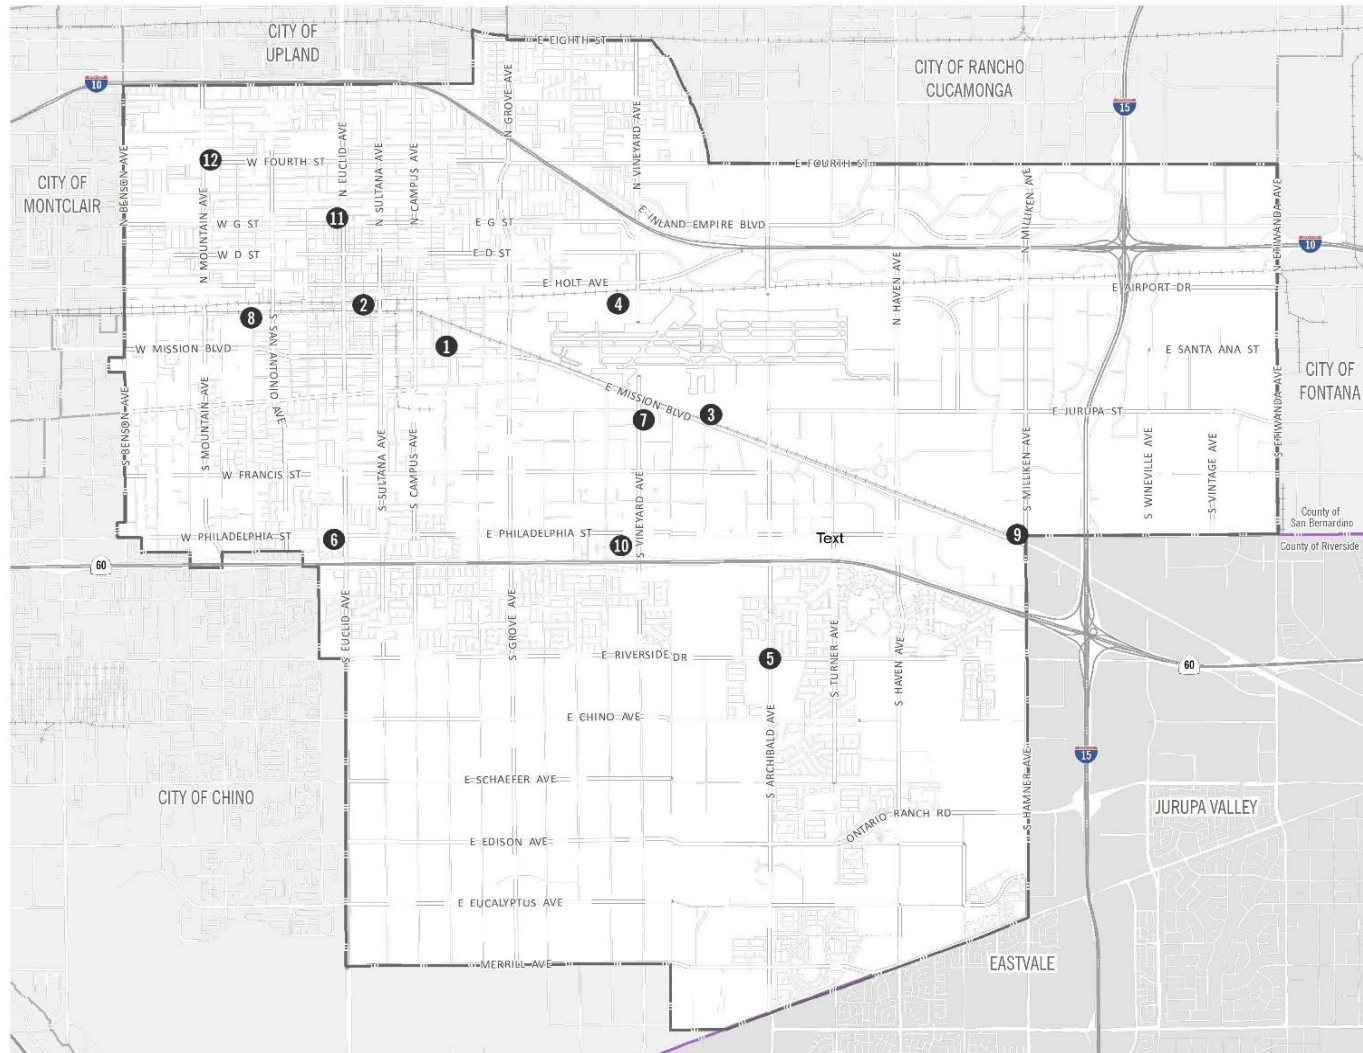 CITY OF
UPLAND
E EIGHTH ST
CITY OF RANCHO
CUCAMONGA
10
15
N GROVE AVE
N VINEYARD AVE
N EUCLID AVE
N SULTANA AVE
N CAMPUS AVE
N BENSON AVE
12
W FOURTH ST
E FOURTH ST
CITY OF
MONTCLAIR
N MOUNTAIN AVE
11
W G ST
E G ST
E INLAND EMPIRE BLVD
N MILLIKEN AVE
N ETIWANDA AVE
10
W D ST
E D ST
E HOLT AVE
N HAVEN AVE
E AIRPORT DR
8
2
4
1
S SAN ANTONIO AVE
W MISSION BLVD
E SANTA ANA ST
CITY OF
FONTANA
S BENSON AVE
S MOUNTAIN AVE
E MISSION BLVD
7
3
E JURUPA ST
S ETIWANDA AVE
S SULTANA AVE
S CAMPUS AVE
S VINEYARD AVE
S MILLIKEN AVE
S WINEVILLE AVE
S VINTAGE AVE
W FRANCIS ST
W PHILADELPHIA ST
6
E PHILADELPHIA ST
10
Text
9
County of
San Bernardino
County of Riverside
60
S EUCLID AVE
S GROVE AVE
E RIVERSIDE DR
5
S TURNER AVE
S HAVEN AVE
60
E CHINO AVE
S ARCHIBALD AVE
S HAMNER AVE
15
E SCHAEFER AVE
CITY OF CHINO
JURUPA VALLEY
ONTARIO RANCH RD
E EDISON AVE
E EUCALYPTUS AVE
MERRILL AVE
EASTVALE